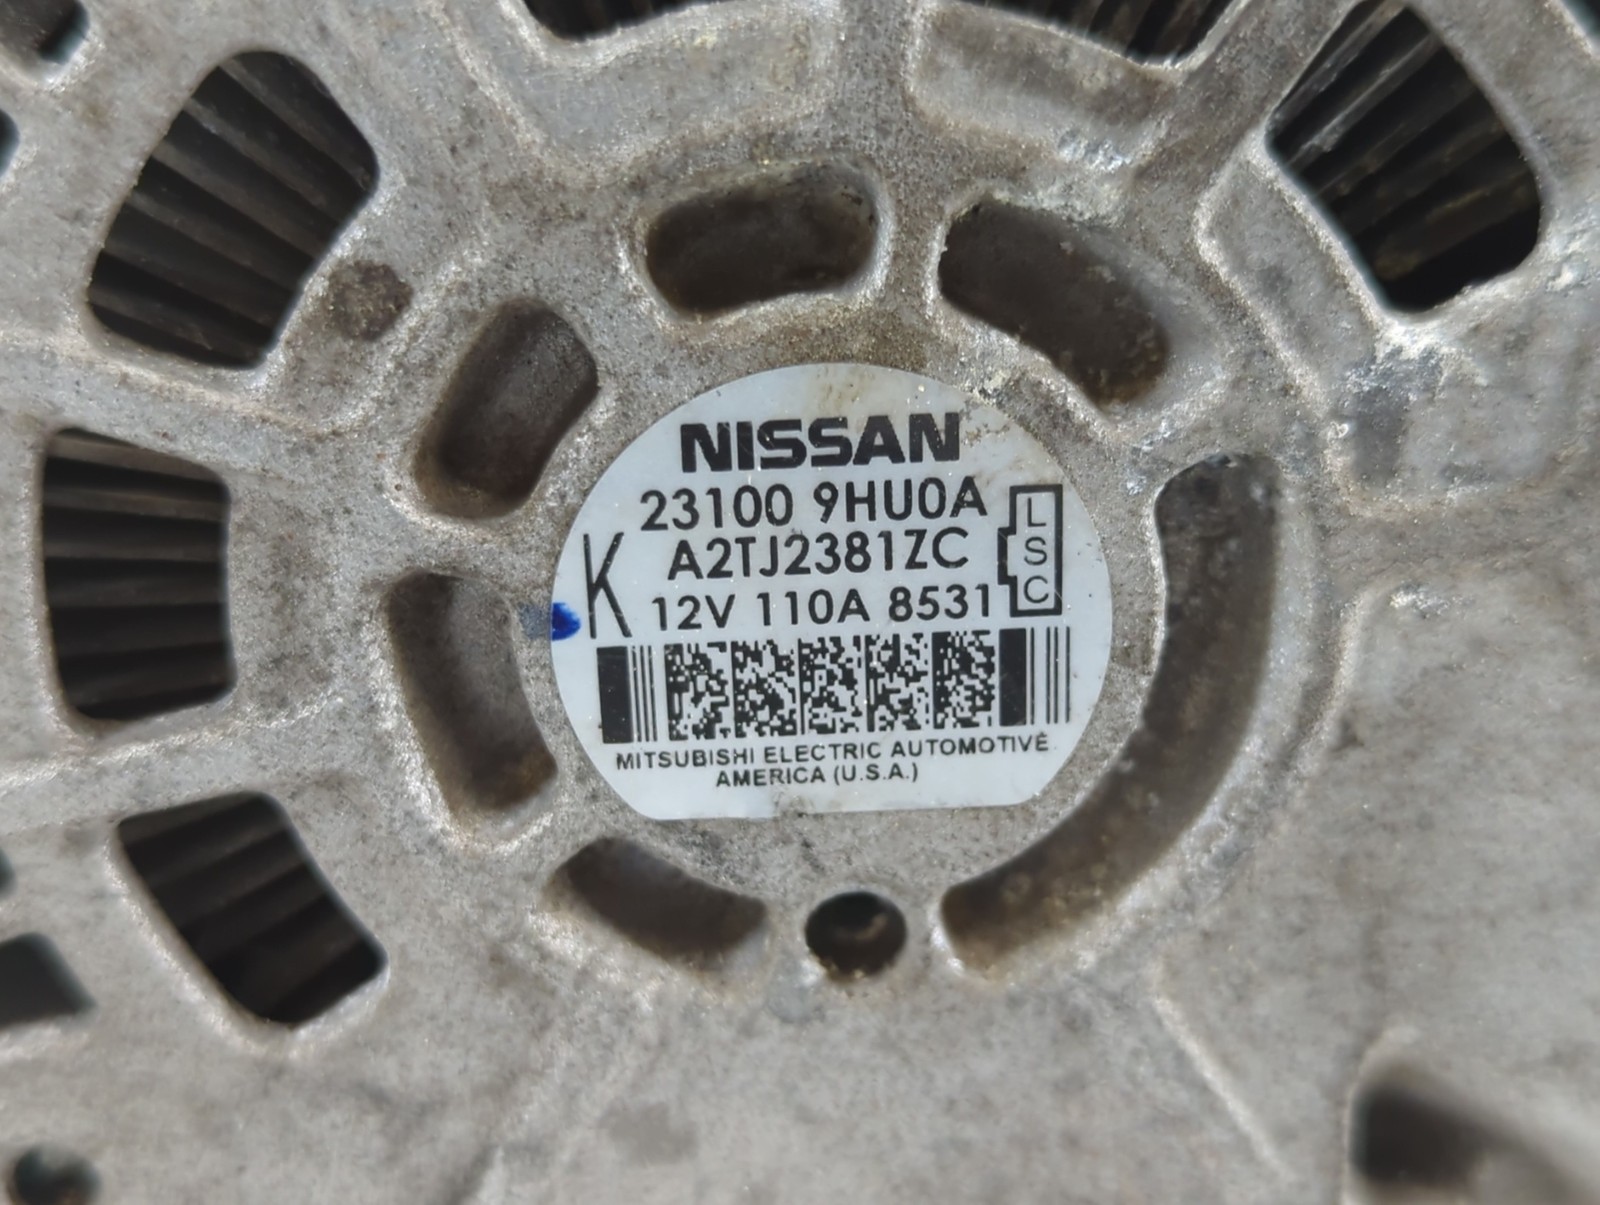 NISSAN
23100 9HU0A
K A2TJ2381ZC
12V 110A 8531
L
S
C
MITSUBISHI ELECTRIC AUTOMOTIVE
AMERICA (U.S.A.)